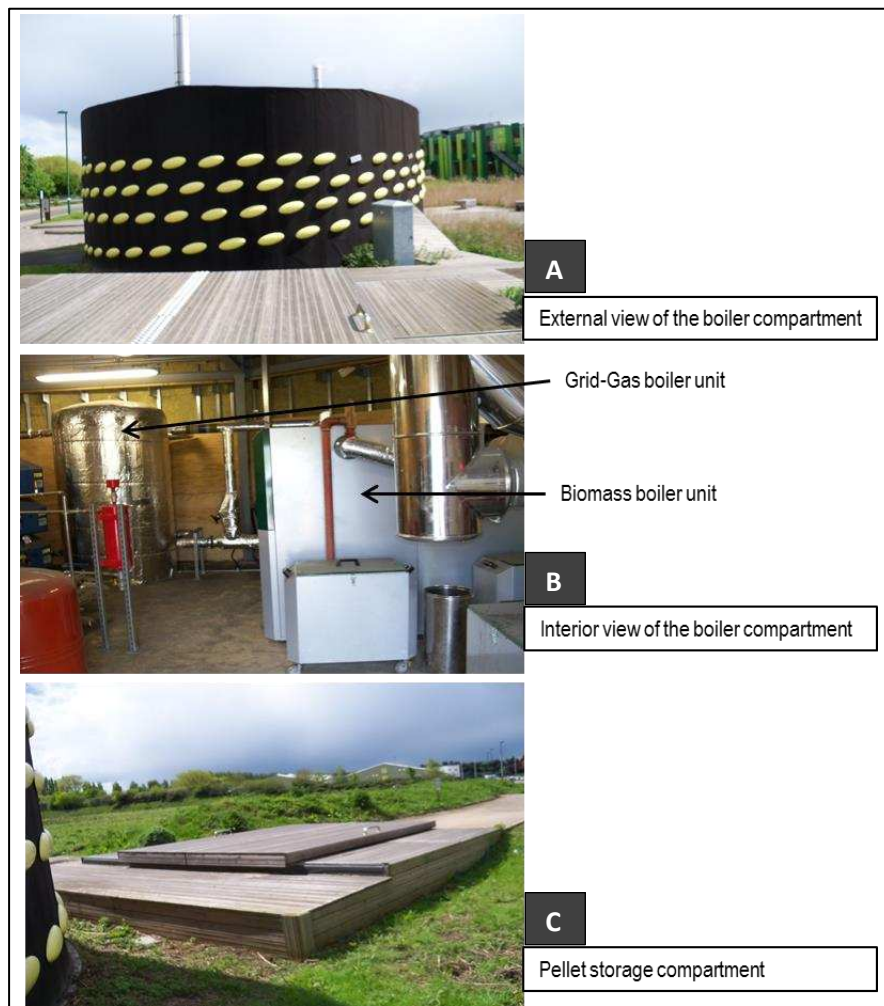 A
External view of the boiler compartment
Grid-Gas boiler unit
Biomass boiler unit
B
Interior view of the boiler compartment
C
Pellet storage compartment